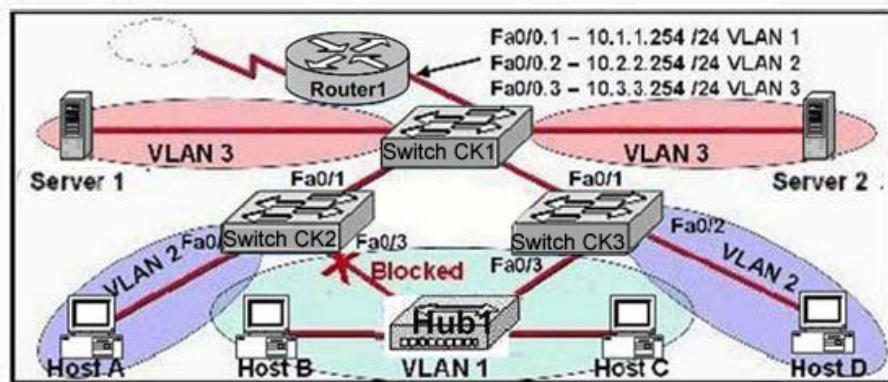 Fa0/0.1 – 10.1.1.254 /24 VLAN 1
Fa0/0.2 – 10.2.2.254 /24 VLAN 2
Fa0/0.3 – 10.3.3.254 /24 VLAN 3
Router1
VLAN 3
Switch CK1
VLAN 3
Server 1
Server 2
Fa0/1
Fa0/1
Switch CK2
Switch CK3
Fa0/
Fa0/3
Fa0/2
VLAN 2
Blocked
Fa0/3
VLAN 2
Hub1
Host A
Host B
VLAN 1
Host C
Host D